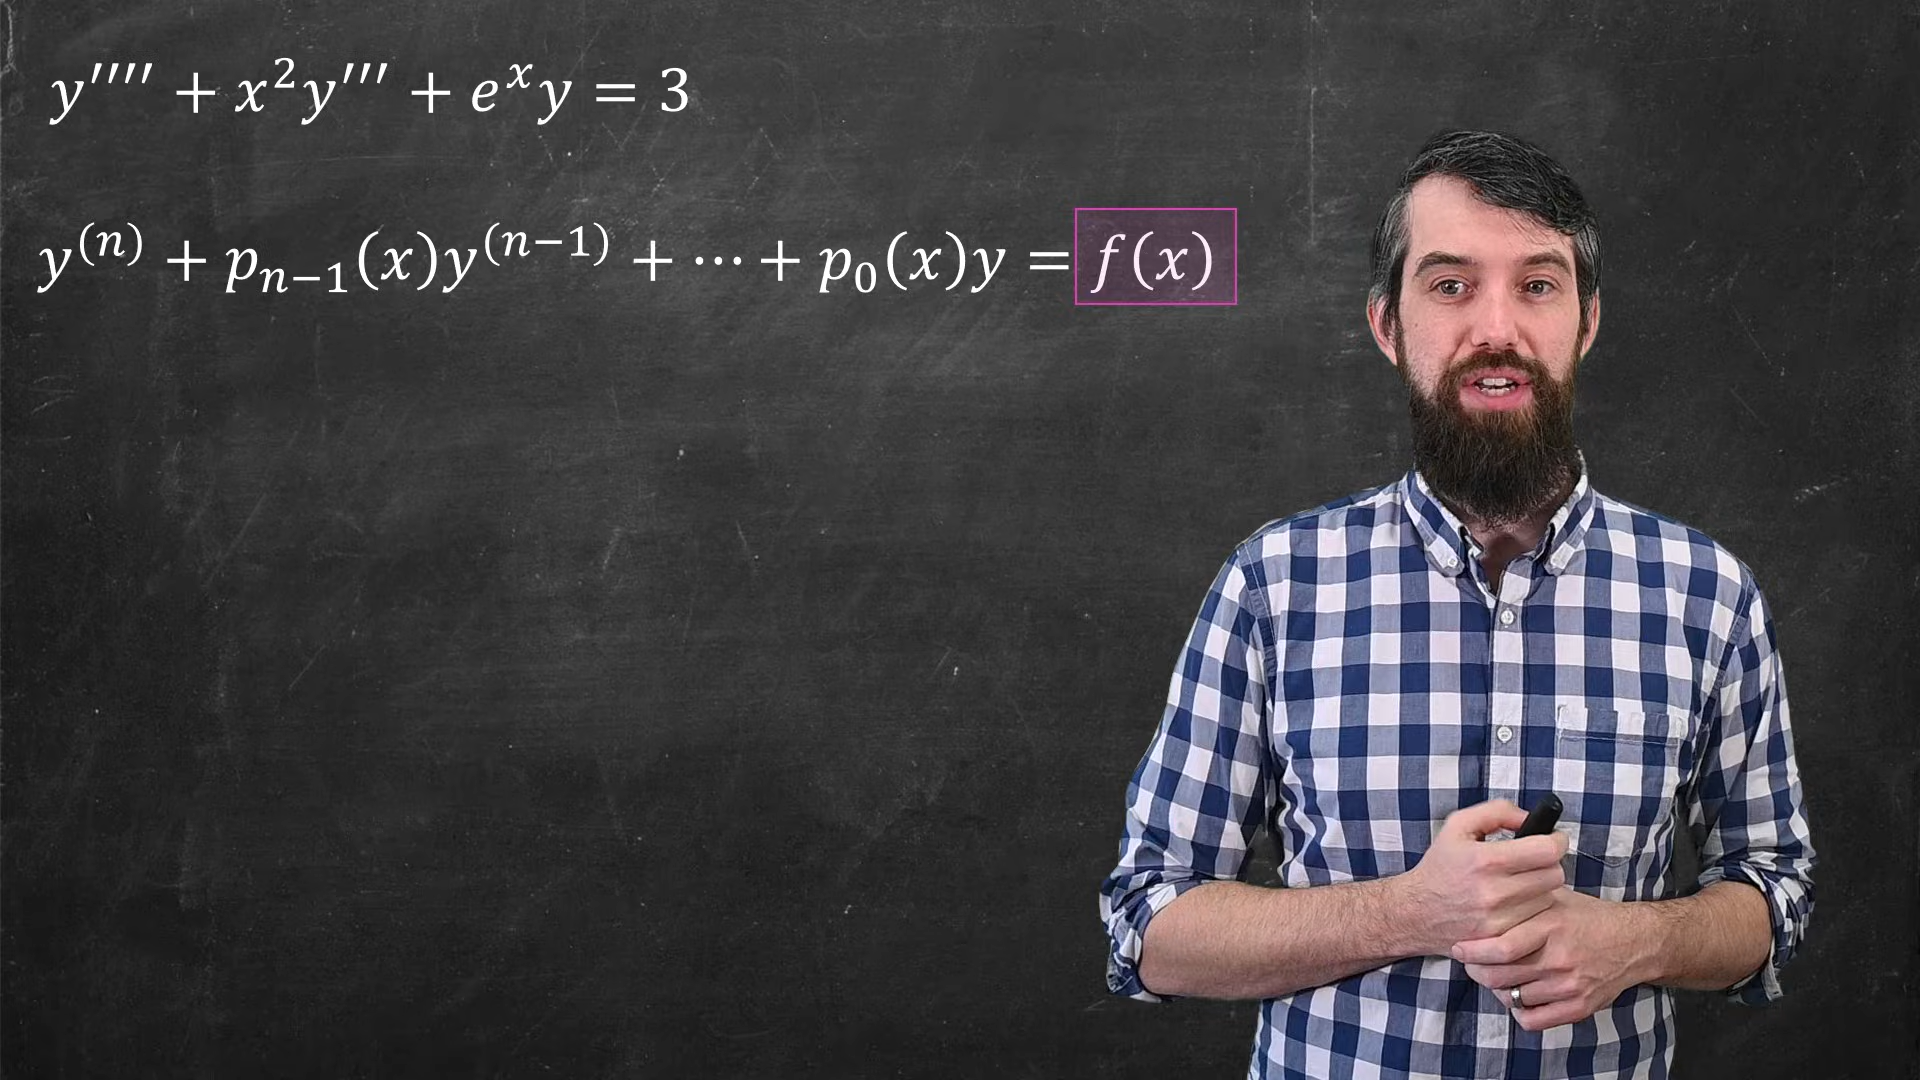 y'''' + x²y''' + eˣy = 3
y⁽ⁿ⁾ + pₙ₋₁(x)y⁽ⁿ⁻¹⁾ + ⋯ + p₀(x)y = f(x)